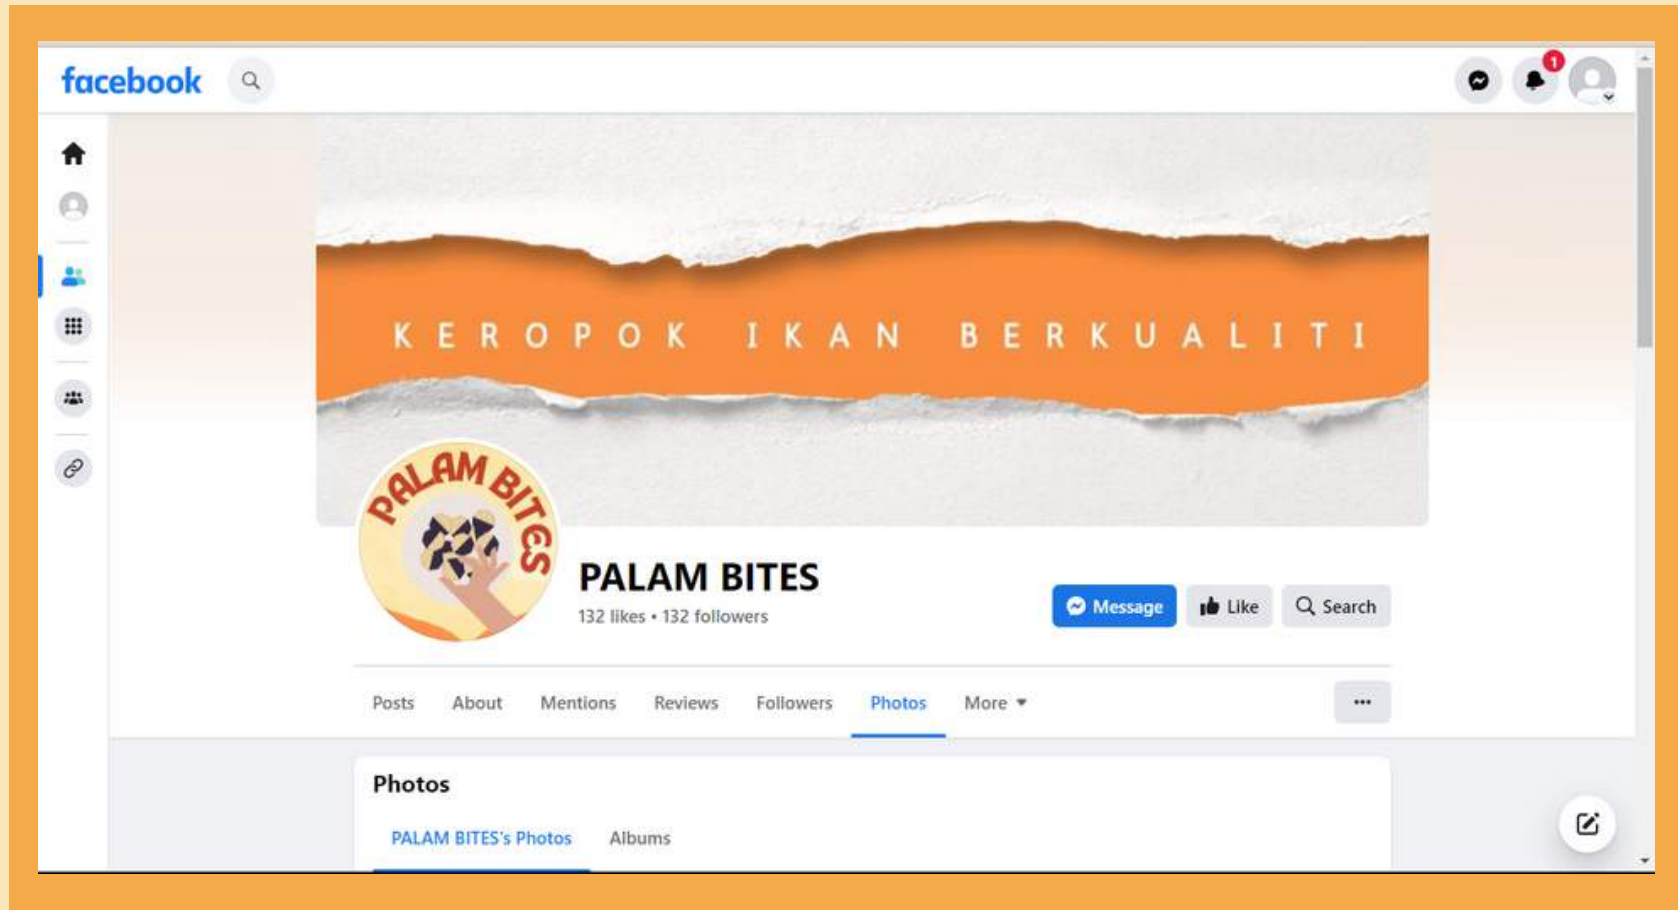 facebook
1
KEROPOK IKAN BERKUALITI
PALAM BITES
PALAM BITES
132 likes • 132 followers
Message
Like
Search
Posts
About
Mentions
Reviews
Followers
Photos
More
Photos
PALAM BITES's Photos
Albums